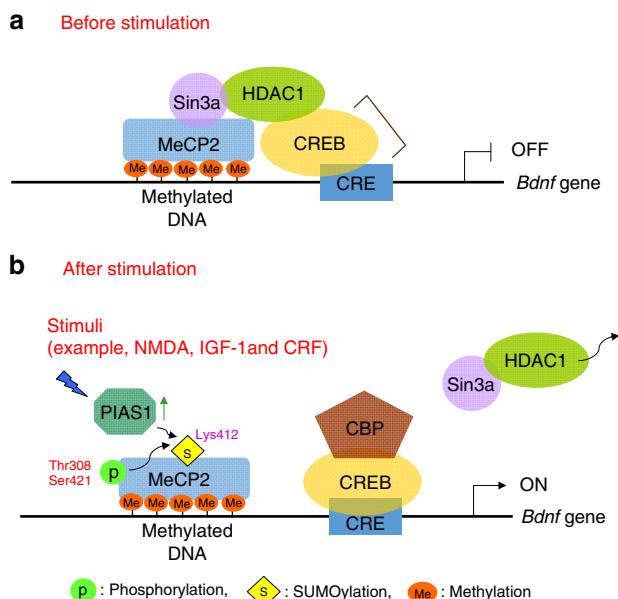 a Before stimulation
Sin3a
HDAC1
MeCP2
CREB
Me Me Me Me Me
CRE
OFF
Bdnf gene
Methylated
DNA
b After stimulation
Stimuli
(example, NMDA, IGF-1and CRF)
HDAC1
Sin3a
PIAS1
Lys412
CBP
S
Thr308
Ser421
p
MeCP2
CREB
Me Me Me Me Me
CRE
ON
Bdnf gene
Methylated
DNA
p : Phosphorylation, S : SUMOylation, Me : Methylation